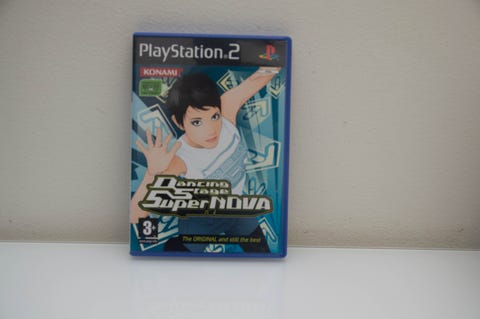 PlayStation 2
KONAMI
Dancing
Stage
SuperNOVA
3+
The ORIGINAL and still the best